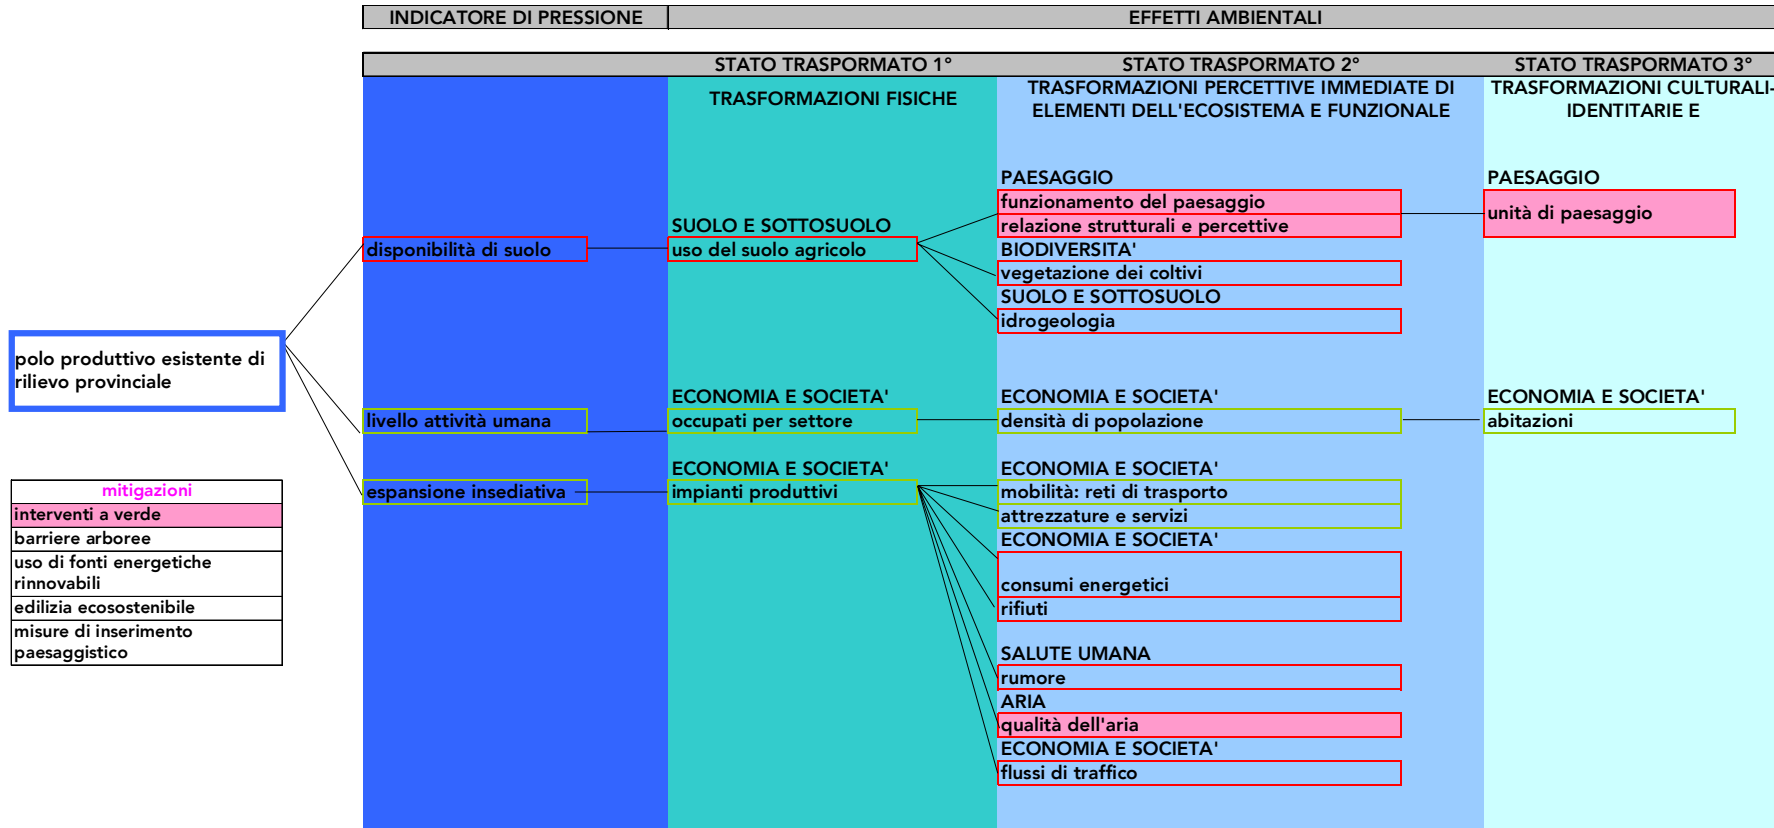 INDICATORE DI PRESSIONE
EFFETTI AMBIENTALI
STATO TRASPORMATO 1°
STATO TRASPORMATO 2°
STATO TRASPORMATO 3°
TRASFORMAZIONI FISICHE
TRASFORMAZIONI PERCETTIVE IMMEDIATE DI
ELEMENTI DELL'ECOSISTEMA E FUNZIONALE
TRASFORMAZIONI CULTURALI-
IDENTITARIE E
PAESAGGIO
funzionamento del paesaggio
relazione strutturali e percettive
PAESAGGIO
unità di paesaggio
SUOLO E SOTTOSUOLO
disponibilità di suolo
uso del suolo agricolo
BIODIVERSITA'
vegetazione dei coltivi
SUOLO E SOTTOSUOLO
idrogeologia
polo produttivo esistente di
rilievo provinciale
ECONOMIA E SOCIETA'
ECONOMIA E SOCIETA'
ECONOMIA E SOCIETA'
livello attività umana
occupati per settore
densità di popolazione
abitazioni
ECONOMIA E SOCIETA'
ECONOMIA E SOCIETA'
espansione insediativa
impianti produttivi
mobilità: reti di trasporto
attrezzature e servizi
ECONOMIA E SOCIETA'
consumi energetici
rifiuti
SALUTE UMANA
rumore
ARIA
qualità dell'aria
ECONOMIA E SOCIETA'
flussi di traffico
mitigazioni
interventi a verde
barriere arboree
uso di fonti energetiche
rinnovabili
edilizia ecosostenibile
misure di inserimento
paesaggistico